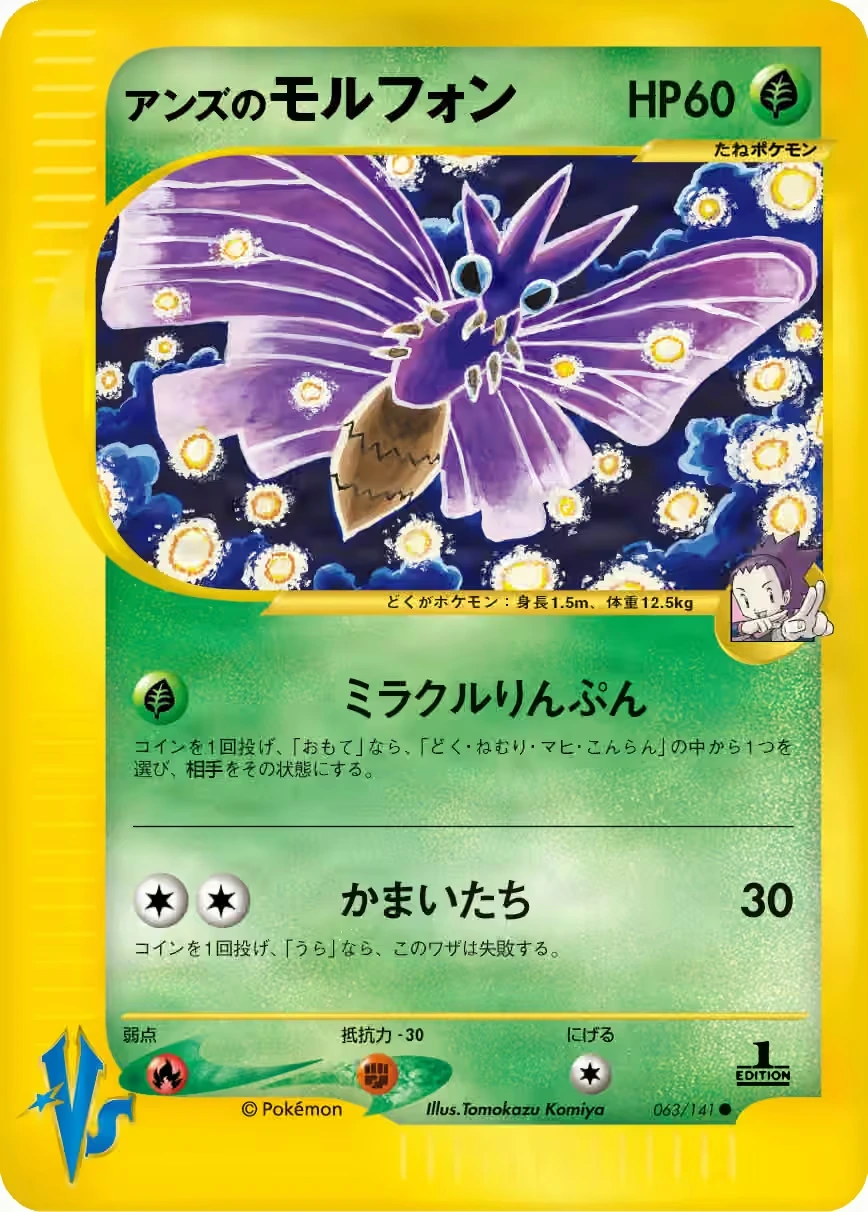 アンズのモルフォン HP60
たねポケモン
どくがポケモン：身長1.5m、体重12.5kg
ミラクルりんぷん
コインを1回投げ、「おもて」なら、「どく・ねむり・マヒ・こんらん」の中から1つを
選び、相手をその状態にする。
かまいたち 30
コインを1回投げ、「うら」なら、このワザは失敗する。
弱点 抵抗力 -30 にげる
1
EDITION
VS
© Pokémon Illus.Tomokazu Komiya 063/141 ●